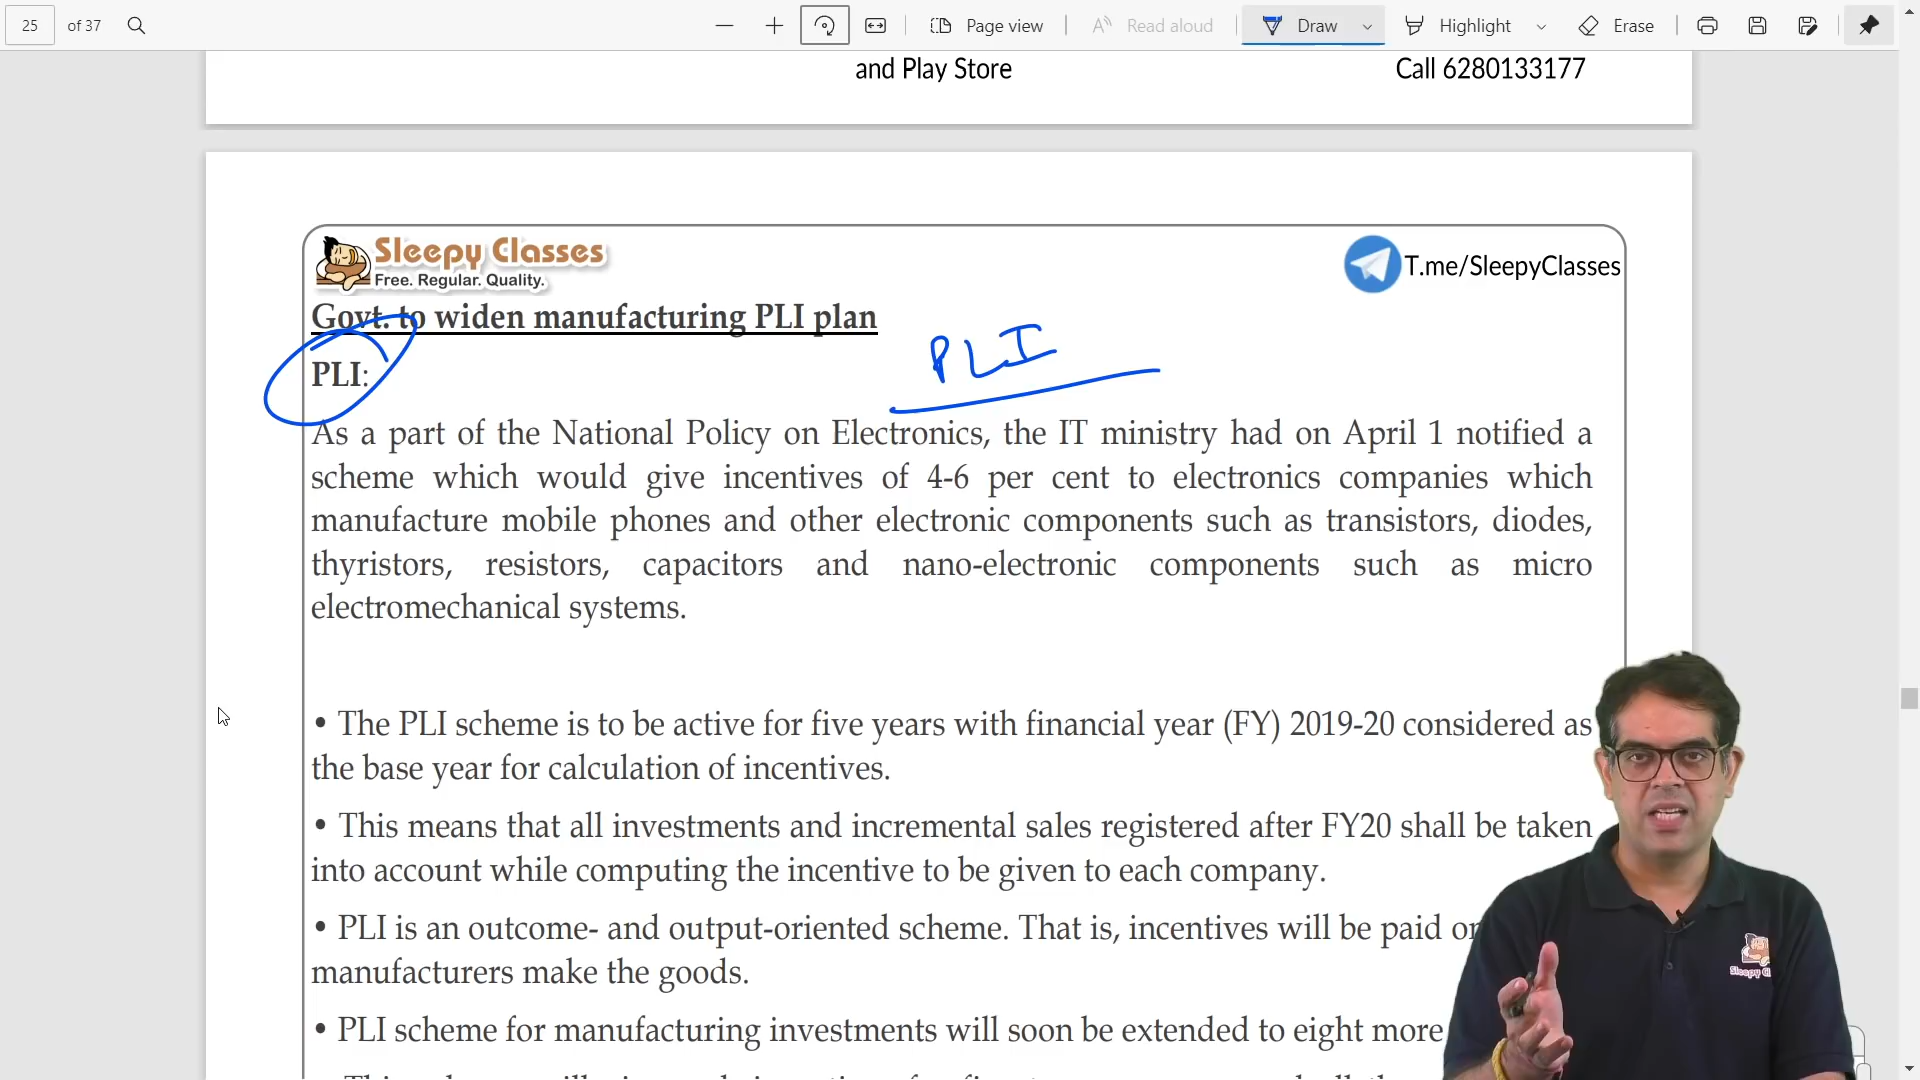 25 of 37 Page view Read aloud Draw Highlight Erase
and Play Store Call 6280133177
Sleepy Classes
Free. Regular. Quality.
T.me/SleepyClasses
Govt. to widen manufacturing PLI plan
PLI
PLI:
As a part of the National Policy on Electronics, the IT ministry had on April 1 notified a
scheme which would give incentives of 4-6 per cent to electronics companies which
manufacture mobile phones and other electronic components such as transistors, diodes,
thyristors, resistors, capacitors and nano-electronic components such as micro
electromechanical systems.
• The PLI scheme is to be active for five years with financial year (FY) 2019-20 considered as
the base year for calculation of incentives.
• This means that all investments and incremental sales registered after FY20 shall be taken
into account while computing the incentive to be given to each company.
• PLI is an outcome- and output-oriented scheme. That is, incentives will be paid
manufacturers make the goods.
• PLI scheme for manufacturing investments will soon be extended to eight more